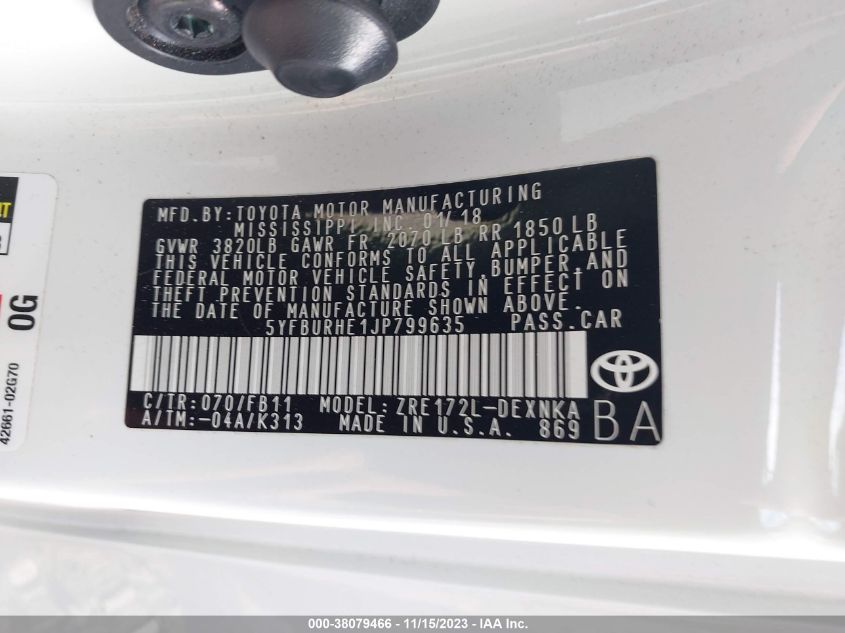 MFD.BY:TOYOTA MOTOR MANUFACTURING
MISSISSIPPI INC. 01/18
GVWR 3820LB GAWR FR 2070LB RR 1850LB
THIS VEHICLE CONFORMS TO ALL APPLICABLE
FEDERAL MOTOR VEHICLE SAFETY,BUMPER,AND
THEFT PREVENTION STANDARDS IN EFFECT ON
THE DATE OF MANUFACTURE SHOWN ABOVE.
5YFBURHE1JP799635 PASS.CAR
C/TR:070/FB11 MODEL:ZRE172L-DEXNKA
A/TM:-04A/K313 MADE IN U.S.A. 869
BA
0G
42661-02G70
000-38079466 - 11/15/2023 - IAA Inc.